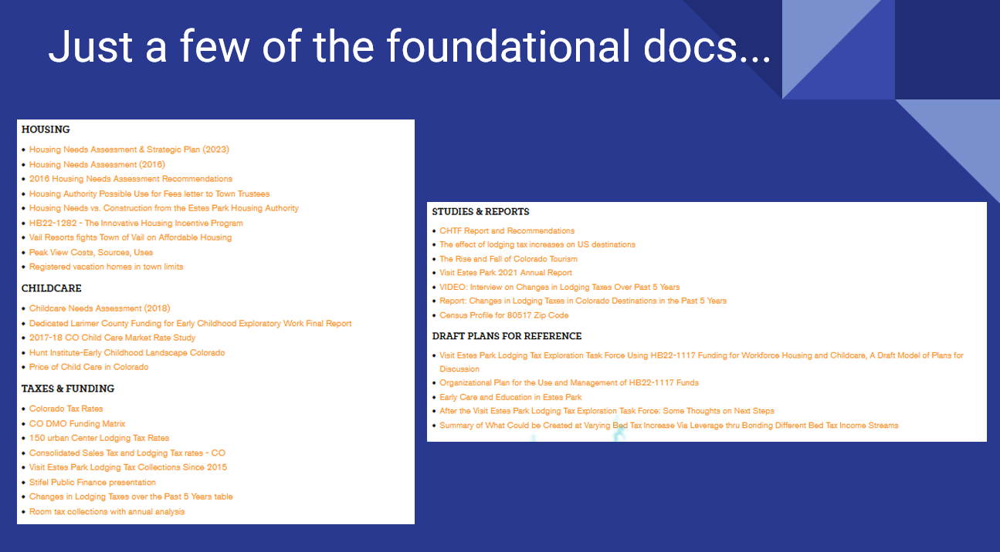 Just a few of the foundational docs...
HOUSING
• Housing Needs Assessment & Strategic Plan (2023)
• Housing Needs Assessment (2016)
• 2016 Housing Needs Assessment Recommendations
• Housing Authority Possible Use for Fees letter to Town Trustees
• Housing Needs vs. Construction from the Estes Park Housing Authority
• HB22-1282 - The Innovative Housing Incentive Program
• Vail Resorts fights Town of Vail on Affordable Housing
• Peak View Costs, Sources, Uses
• Registered vacation homes in town limits
CHILDCARE
• Childcare Needs Assessment (2018)
• Dedicated Larimer County Funding for Early Childhood Exploratory Work Final Report
• 2017-18 CO Child Care Market Rate Study
• Hunt Institute-Early Childhood Landscape Colorado
• Price of Child Care in Colorado
TAXES & FUNDING
• Colorado Tax Rates
• CO DMO Funding Matrix
• 150 urban Center Lodging Tax Rates
• Consolidated Sales Tax and Lodging Tax rates - CO
• Visit Estes Park Lodging Tax Collections Since 2015
• Stifel Public Finance presentation
• Changes in Lodging Taxes over the Past 5 Years table
• Room tax collections with annual analysis
STUDIES & REPORTS
• CHTF Report and Recommendations
• The effect of lodging tax increases on US destinations
• The Rise and Fall of Colorado Tourism
• Visit Estes Park 2021 Annual Report
• VIDEO: Interview on Changes in Lodging Taxes Over Past 5 Years
• Report: Changes in Lodging Taxes in Colorado Destinations in the Past 5 Years
• Census Profile for 80517 Zip Code
DRAFT PLANS FOR REFERENCE
• Visit Estes Park Lodging Tax Exploration Task Force Using HB22-1117 Funding for Workforce Housing and Childcare, A Draft Model of Plans for
Discussion
• Organizational Plan for the Use and Management of HB22-1117 Funds
• Early Care and Education in Estes Park
• After the Visit Estes Park Lodging Tax Exploration Task Force: Some Thoughts on Next Steps
• Summary of What Could be Created at Varying Bed Tax Increase Via Leverage thru Bonding Different Bed Tax Income Streams